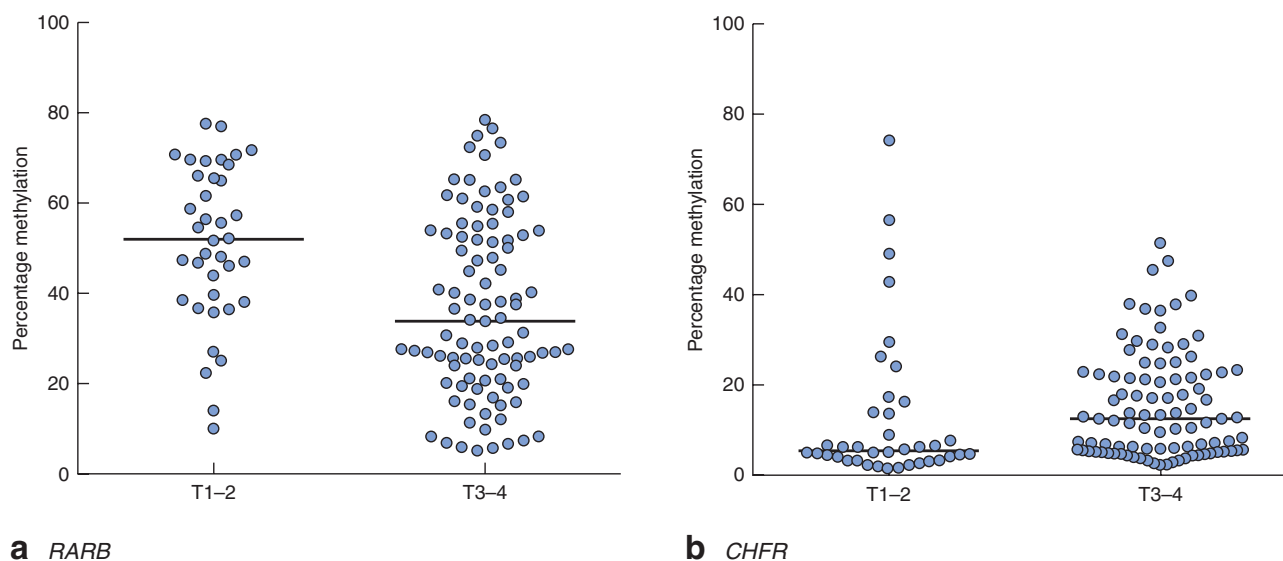 100
80
60
40
20
0
Percentage methylation
T1–2
T3–4
a RARB
100
80
60
40
20
0
Percentage methylation
T1–2
T3–4
b CHFR